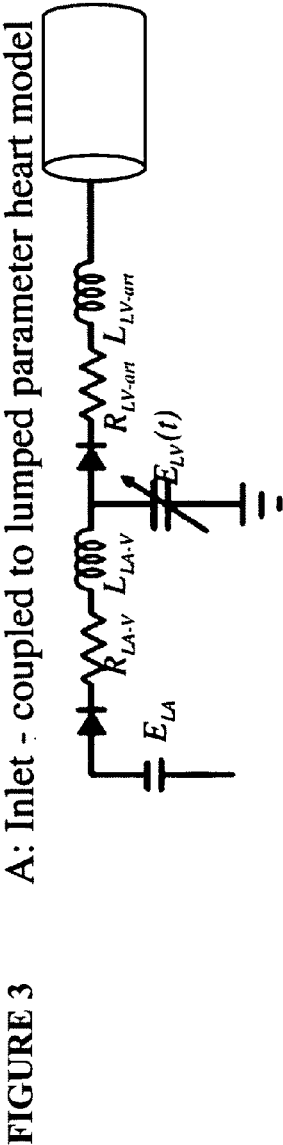 FIGURE 3
A: Inlet - coupled to lumped parameter heart model
E_LA
R_LA-V
L_LA-V
E_LV(t)
R_LV-art
L_LV-art